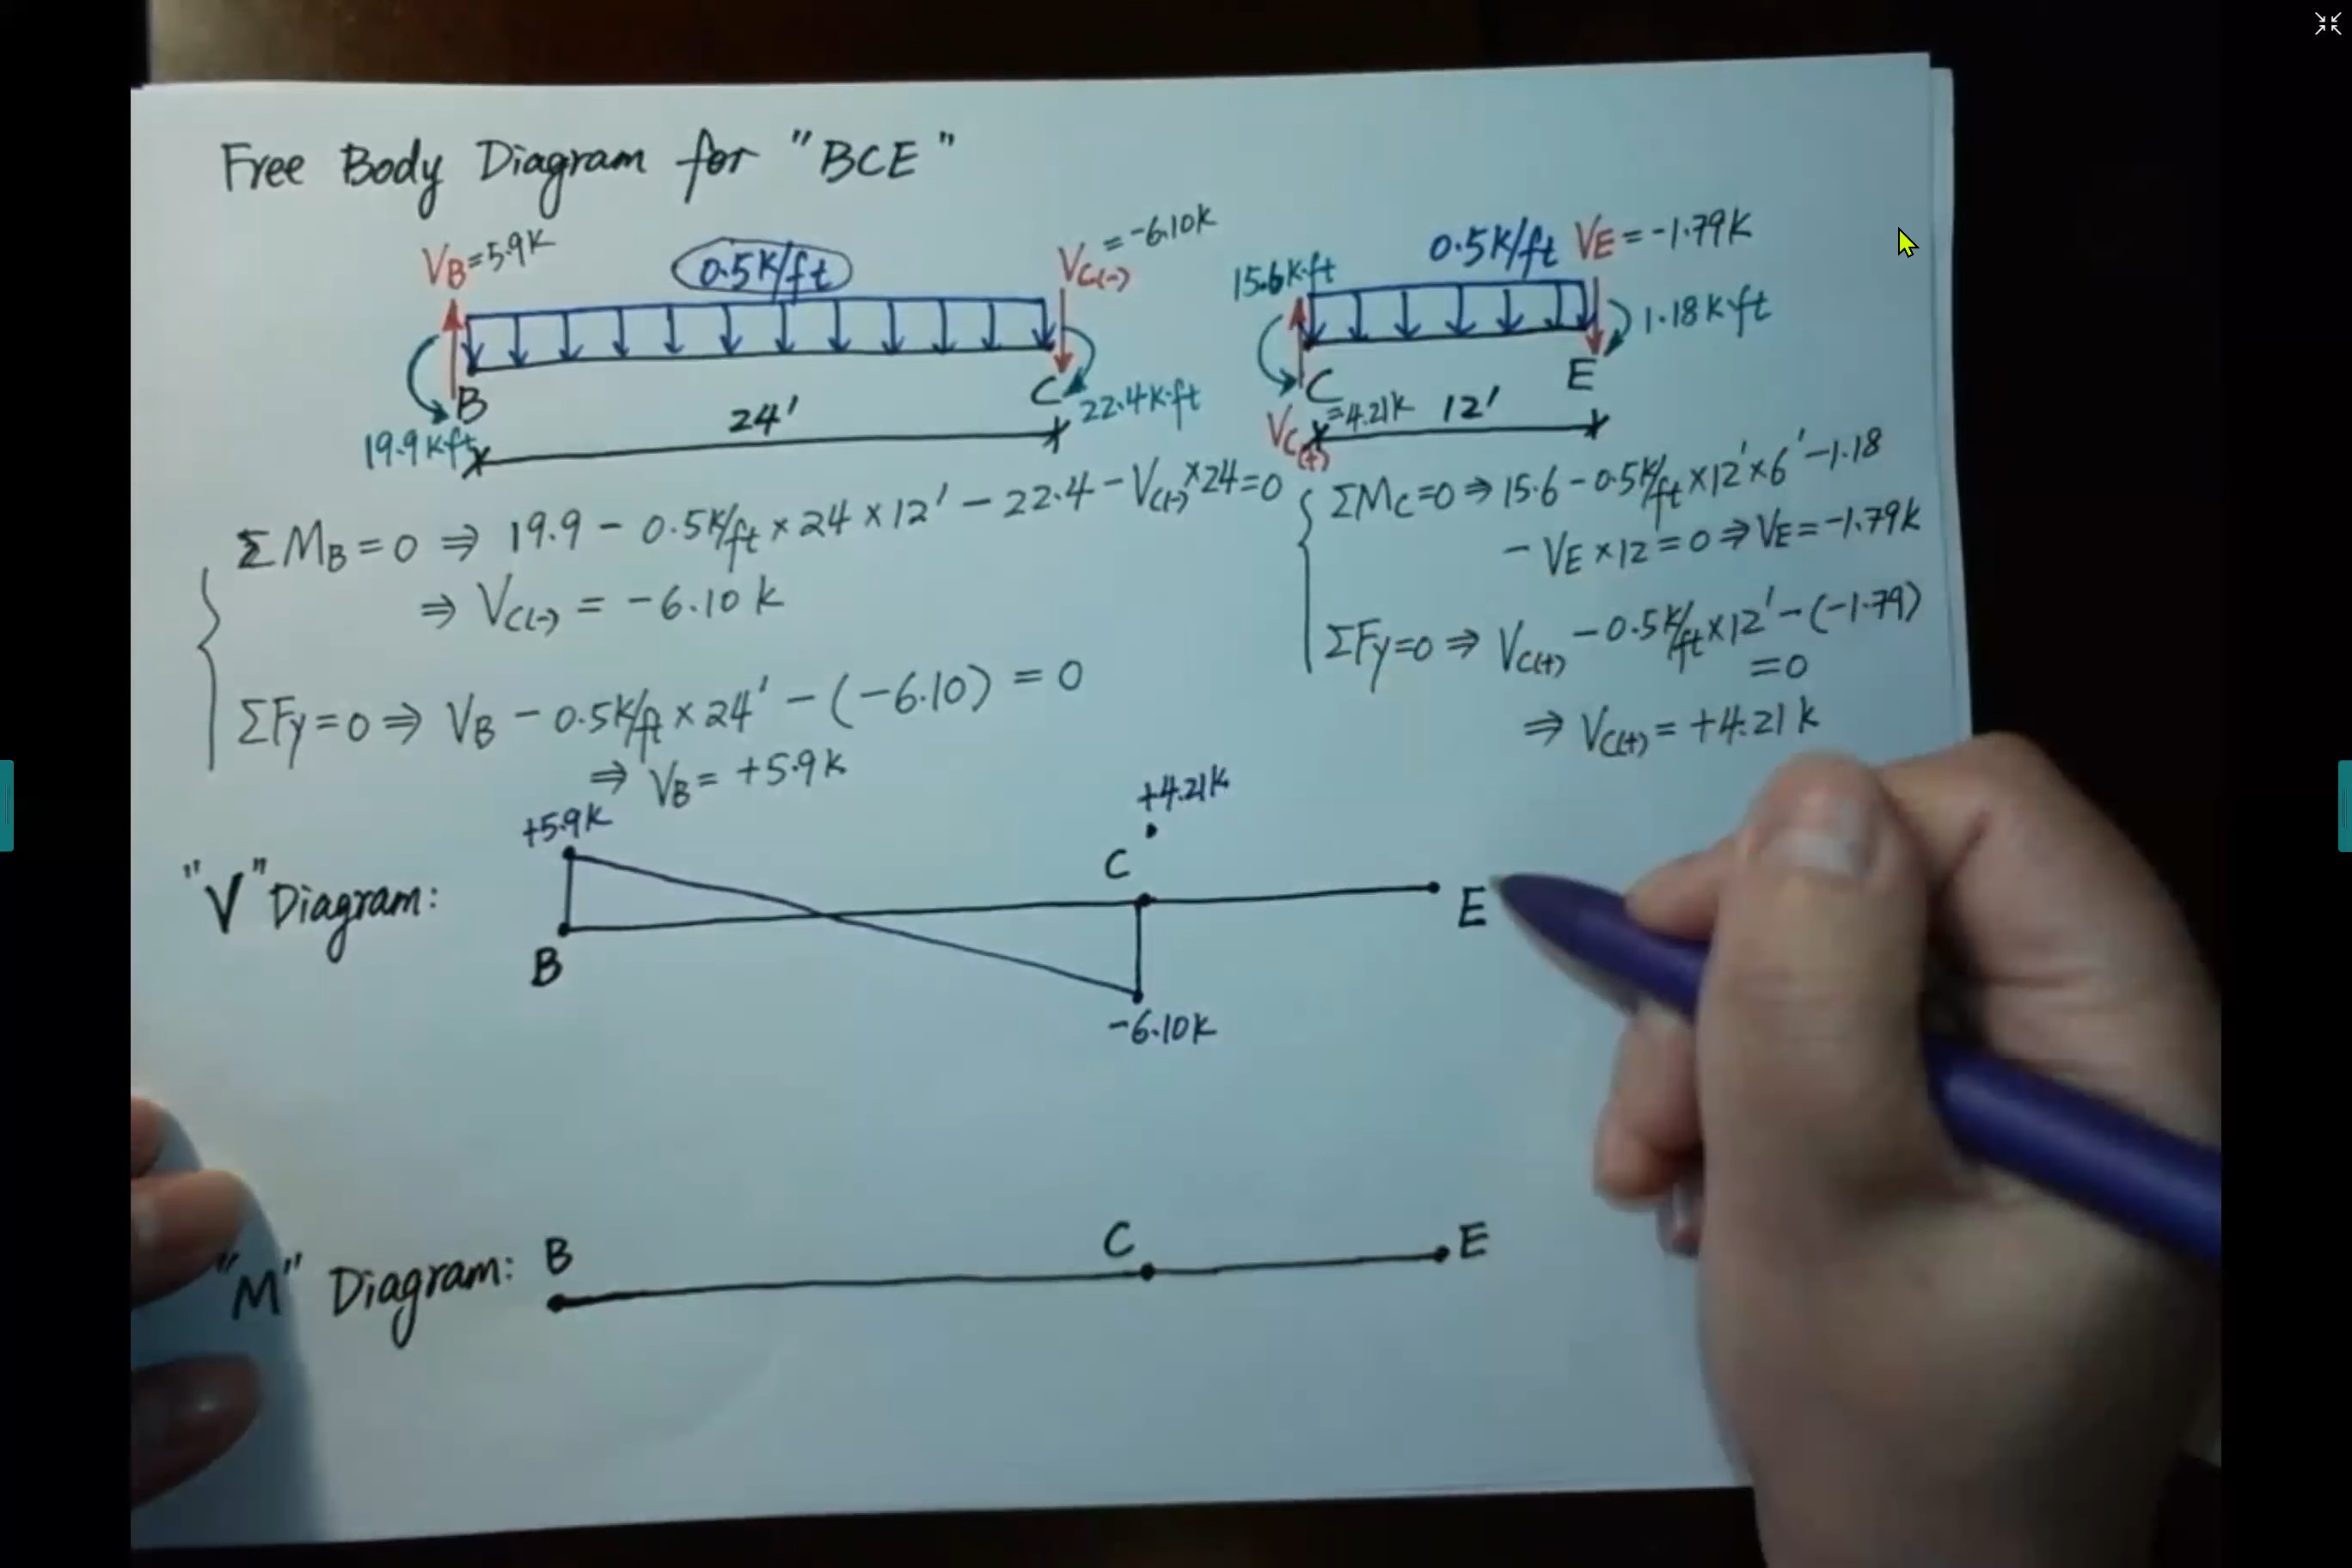 Free Body Diagram for "BCE"
VB=5.9K
0.5K/ft
VC(-) = -6.10K
B
19.9 K·ft
24'
C
22.4 K·ft
15.6 K·ft
0.5K/ft
VE = -1.79K
1.18 K·ft
C
E
VC(+) =4.21K
12'
ΣMB = 0 ⇒ 19.9 - 0.5K/ft × 24 × 12' - 22.4 - VC(-) × 24 = 0
⇒ VC(-) = -6.10 K
ΣFy = 0 ⇒ VB - 0.5K/ft × 24' - (-6.10) = 0
⇒ VB = +5.9K
ΣMC = 0 ⇒ 15.6 - 0.5K/ft × 12' × 6' - 1.18
- VE × 12 = 0 ⇒ VE = -1.79K
ΣFy = 0 ⇒ VC(+) - 0.5K/ft × 12' - (-1.79)
= 0
⇒ VC(+) = +4.21 K
"V" Diagram:
+5.9K
B
C
+4.21K
-6.10K
E
"M" Diagram:
B
C
E